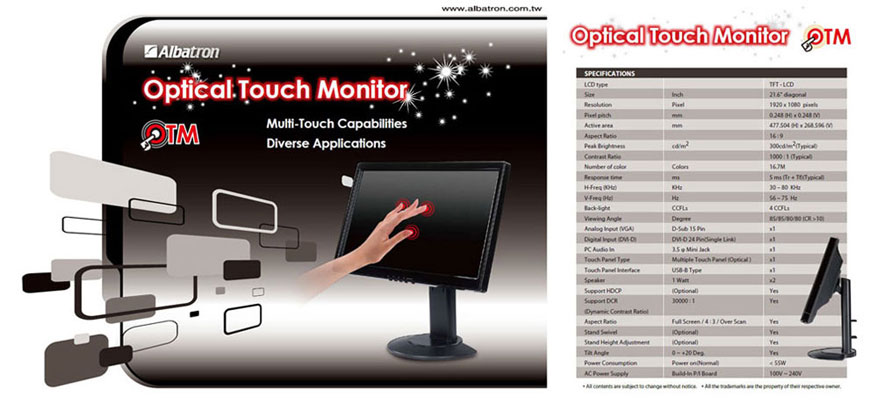 www.albatron.com.tw
Albatron
Optical Touch Monitor
OTM
Multi-Touch Capabilities
Diverse Applications
Optical Touch Monitor OTM
SPECIFICATIONS
LCD type TFT - LCD
Size Inch 21.6" diagonal
Resolution Pixel 1920 x 1080 pixels
Pixel pitch mm 0.248 (H) x 0.248 (V)
Active area mm 477.504 (H) x 268.596 (V)
Aspect Ratio 16 : 9
Peak Brightness cd/m² 300cd/m²(Typical)
Contrast Ratio 1000 : 1 (Typical)
Number of color Colors 16.7M
Response time ms 5 ms (Tr + Tf)(Typical)
H-Freq (KHz) KHz 30 ~ 80 KHz
V-Freq (Hz) Hz 56 ~ 75 Hz
Back-light CCFLs 4 CCFLs
Viewing Angle Degree 85/85/80/80 (CR >10)
Analog Input (VGA) D-Sub 15 Pin x1
Digital Input (DVI-D) DVI-D 24 Pin(Single Link) x1
PC Audio In 3.5 φ Mini Jack x1
Touch Panel Type Multiple Touch Panel (Optical ) x1
Touch Panel Interface USB-B Type x1
Speaker 1 Watt x2
Support HDCP (Optional) Yes
Support DCR 30000 : 1 Yes
(Dynamic Contrast Ratio)
Aspect Ratio Full Screen / 4 : 3 / Over Scan Yes
Stand Swivel (Optional) Yes
Stand Height Adjustment (Optional) Yes
Tilt Angle 0 ~ +20 Deg. Yes
Power Consumption Power on(Normal) < 55W
AC Power Supply Build-In P/I Board 100V ~ 240V
• All contents are subject to change without notice. • All the trademarks are the property of their respective owner.